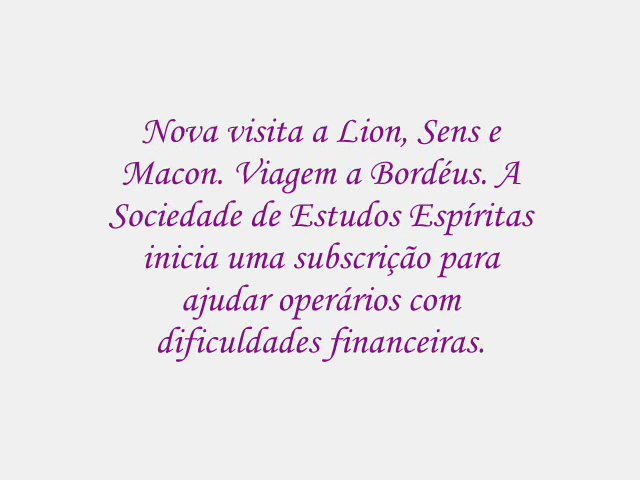 Nova visita a Lion, Sens e
Macon. Viagem a Bordéus. A
Sociedade de Estudos Espíritas
inicia uma subscrição para
ajudar operários com
dificuldades financeiras.